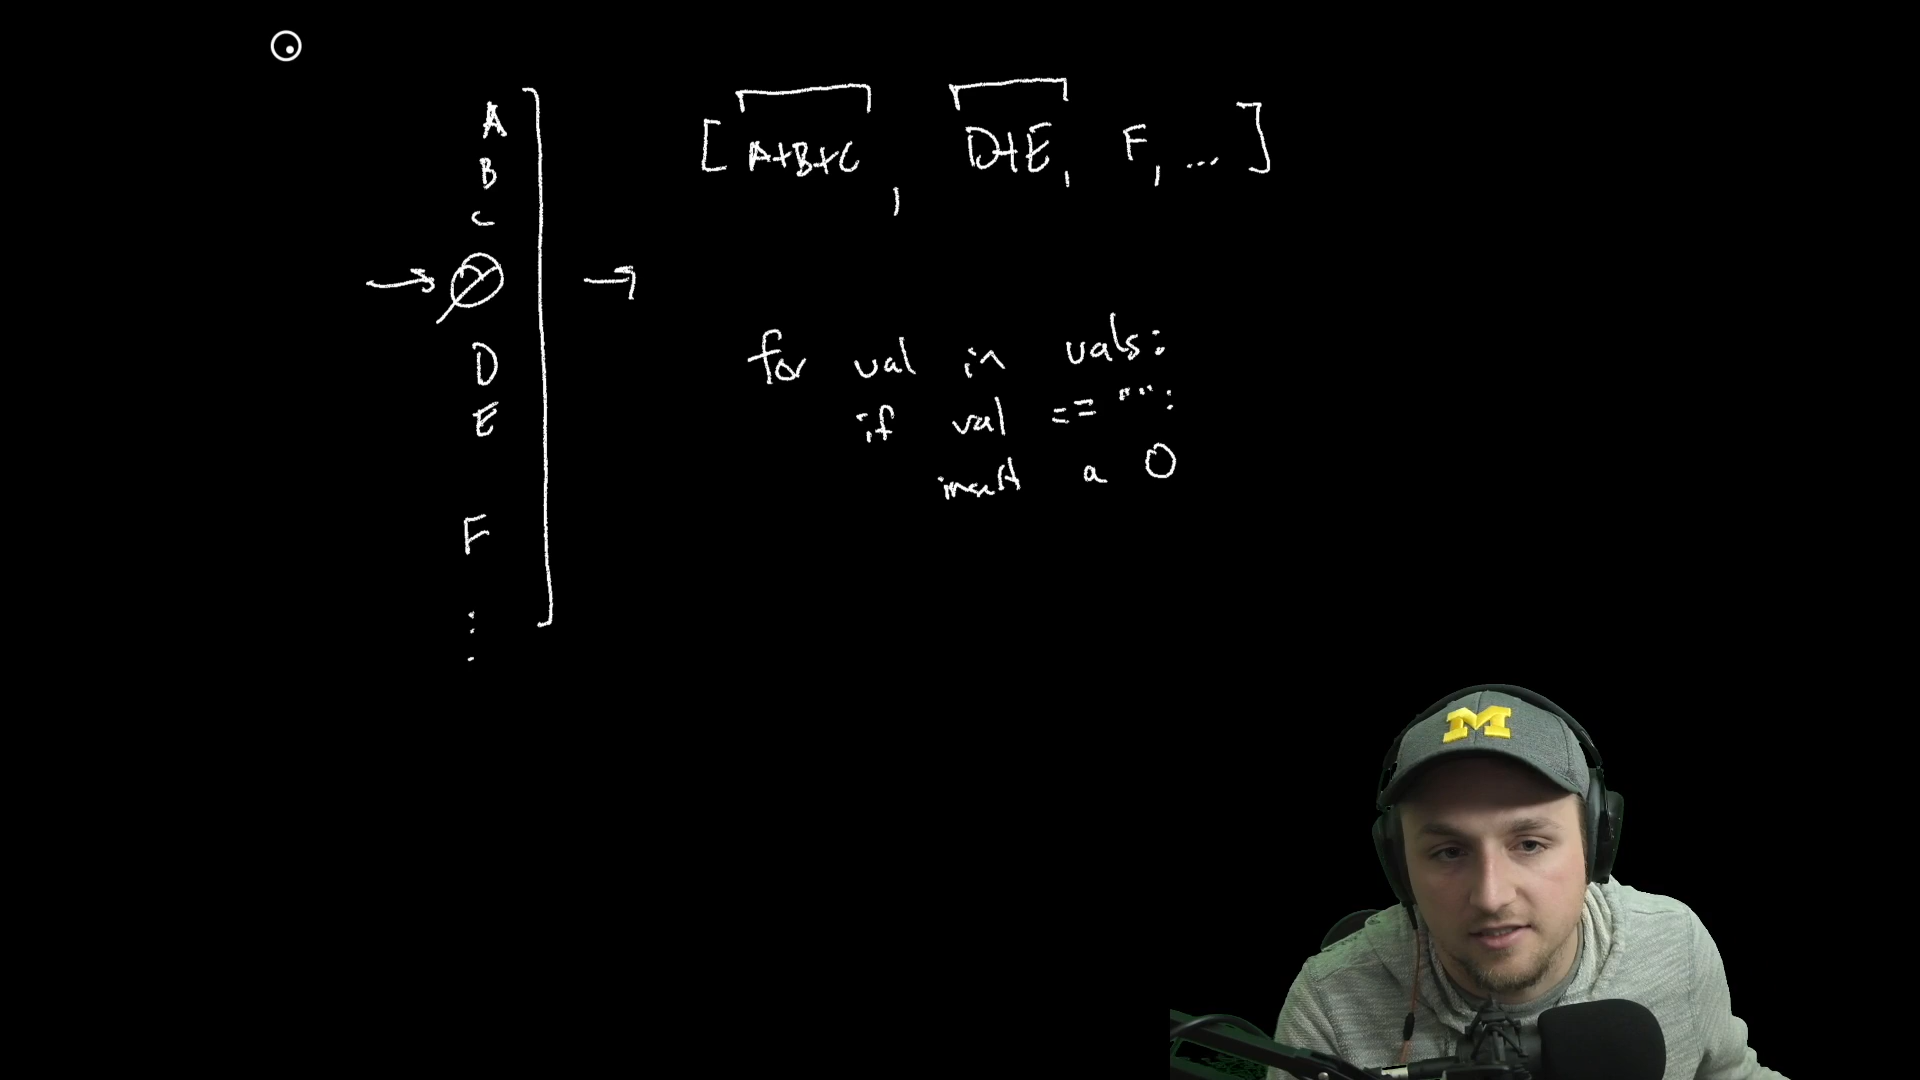 A
B
C
D
E
F
⋮
[A+B+C, D+E, F, ...]
for val in vals:
if val == "":
insert a 0
M